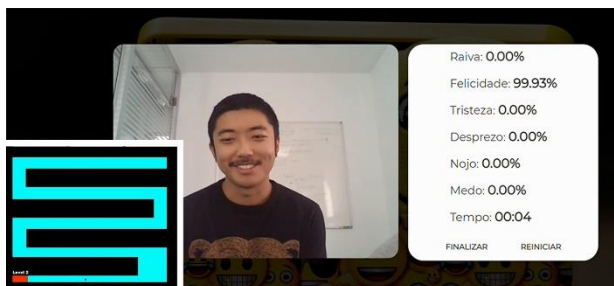 Raiva: 0.00%
Felicidade: 99.93%
Tristeza: 0.00%
Desprezo: 0.00%
Nojo: 0.00%
Medo: 0.00%
Tempo: 00:04
FINALIZAR REINICIAR
Level 2